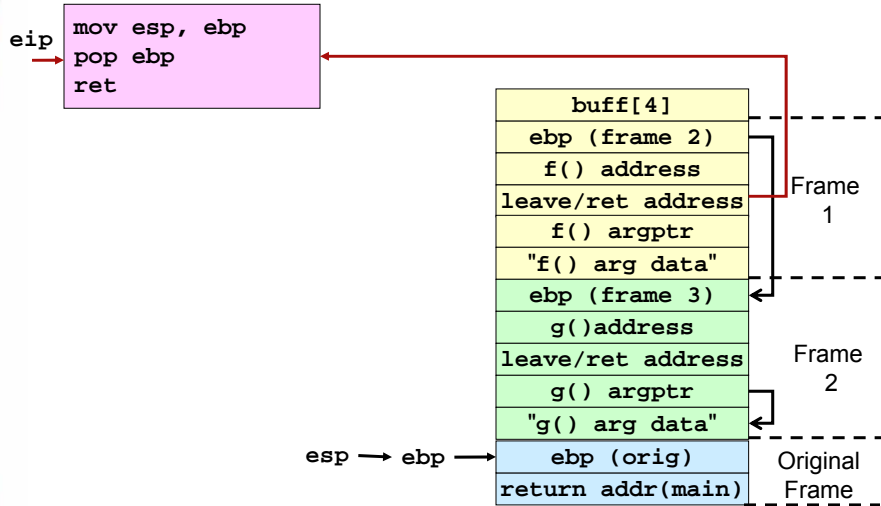 eip
mov esp, ebp
pop ebp
ret
buff[4]
ebp (frame 2)
f() address
leave/ret address
f() argptr
"f() arg data"
Frame
1
ebp (frame 3)
g()address
leave/ret address
g() argptr
"g() arg data"
Frame
2
esp
ebp
ebp (orig)
return addr(main)
Original
Frame